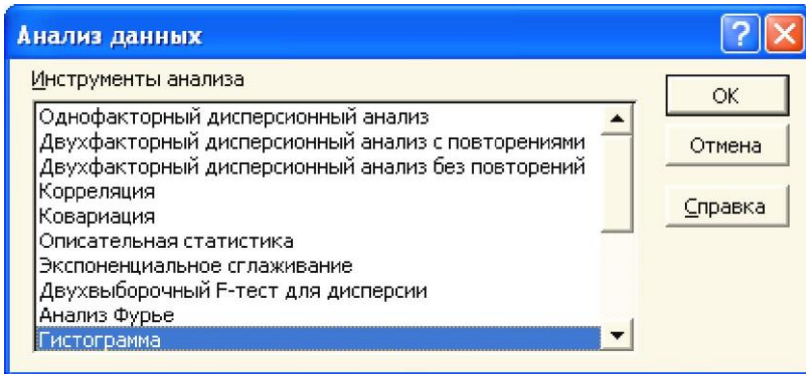 Анализ данных
Инструменты анализа
Однофакторный дисперсионный анализ
Двухфакторный дисперсионный анализ с повторениями
Двухфакторный дисперсионный анализ без повторений
Корреляция
Ковариация
Описательная статистика
Экспоненциальное сглаживание
Двухвыборочный F-тест для дисперсии
Анализ Фурье
Гистограмма
OK
Отмена
Справка